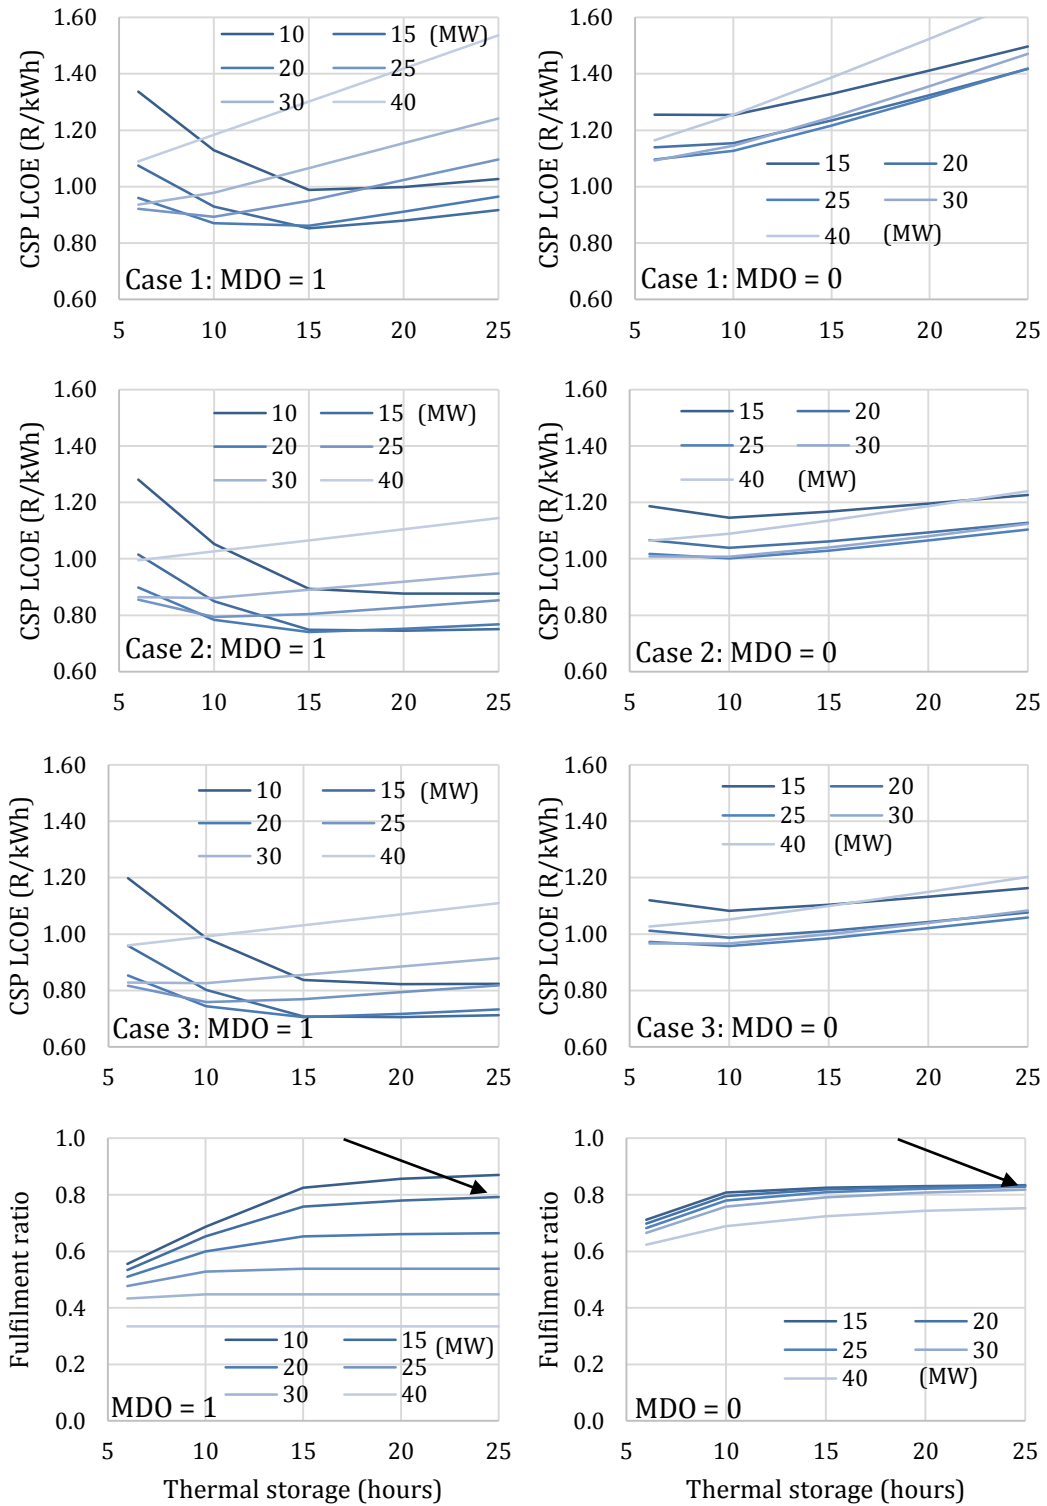 1.60
1.40
1.20
1.00
0.80
0.60
CSP LCOE (R/kWh)
10 15 (MW)
20 25
30 40
Case 1: MDO = 1
5 10 15 20 25
1.60
1.40
1.20
1.00
0.80
0.60
CSP LCOE (R/kWh)
15 20
25 30
40 (MW)
Case 1: MDO = 0
5 10 15 20 25
1.60
1.40
1.20
1.00
0.80
0.60
CSP LCOE (R/kWh)
10 15 (MW)
20 25
30 40
Case 2: MDO = 1
5 10 15 20 25
1.60
1.40
1.20
1.00
0.80
0.60
CSP LCOE (R/kWh)
15 20
25 30
40 (MW)
Case 2: MDO = 0
5 10 15 20 25
1.60
1.40
1.20
1.00
0.80
0.60
CSP LCOE (R/kWh)
10 15 (MW)
20 25
30 40
Case 3: MDO = 1
5 10 15 20 25
1.60
1.40
1.20
1.00
0.80
0.60
CSP LCOE (R/kWh)
15 20
25 30
40 (MW)
Case 3: MDO = 0
5 10 15 20 25
1.0
0.8
0.6
0.4
0.2
0.0
Fulfilment ratio
10 15 (MW)
20 25
30 40
MDO = 1
5 10 15 20 25
Thermal storage (hours)
1.0
0.8
0.6
0.4
0.2
0.0
Fulfilment ratio
15 20
25 30
40 (MW)
MDO = 0
5 10 15 20 25
Thermal storage (hours)